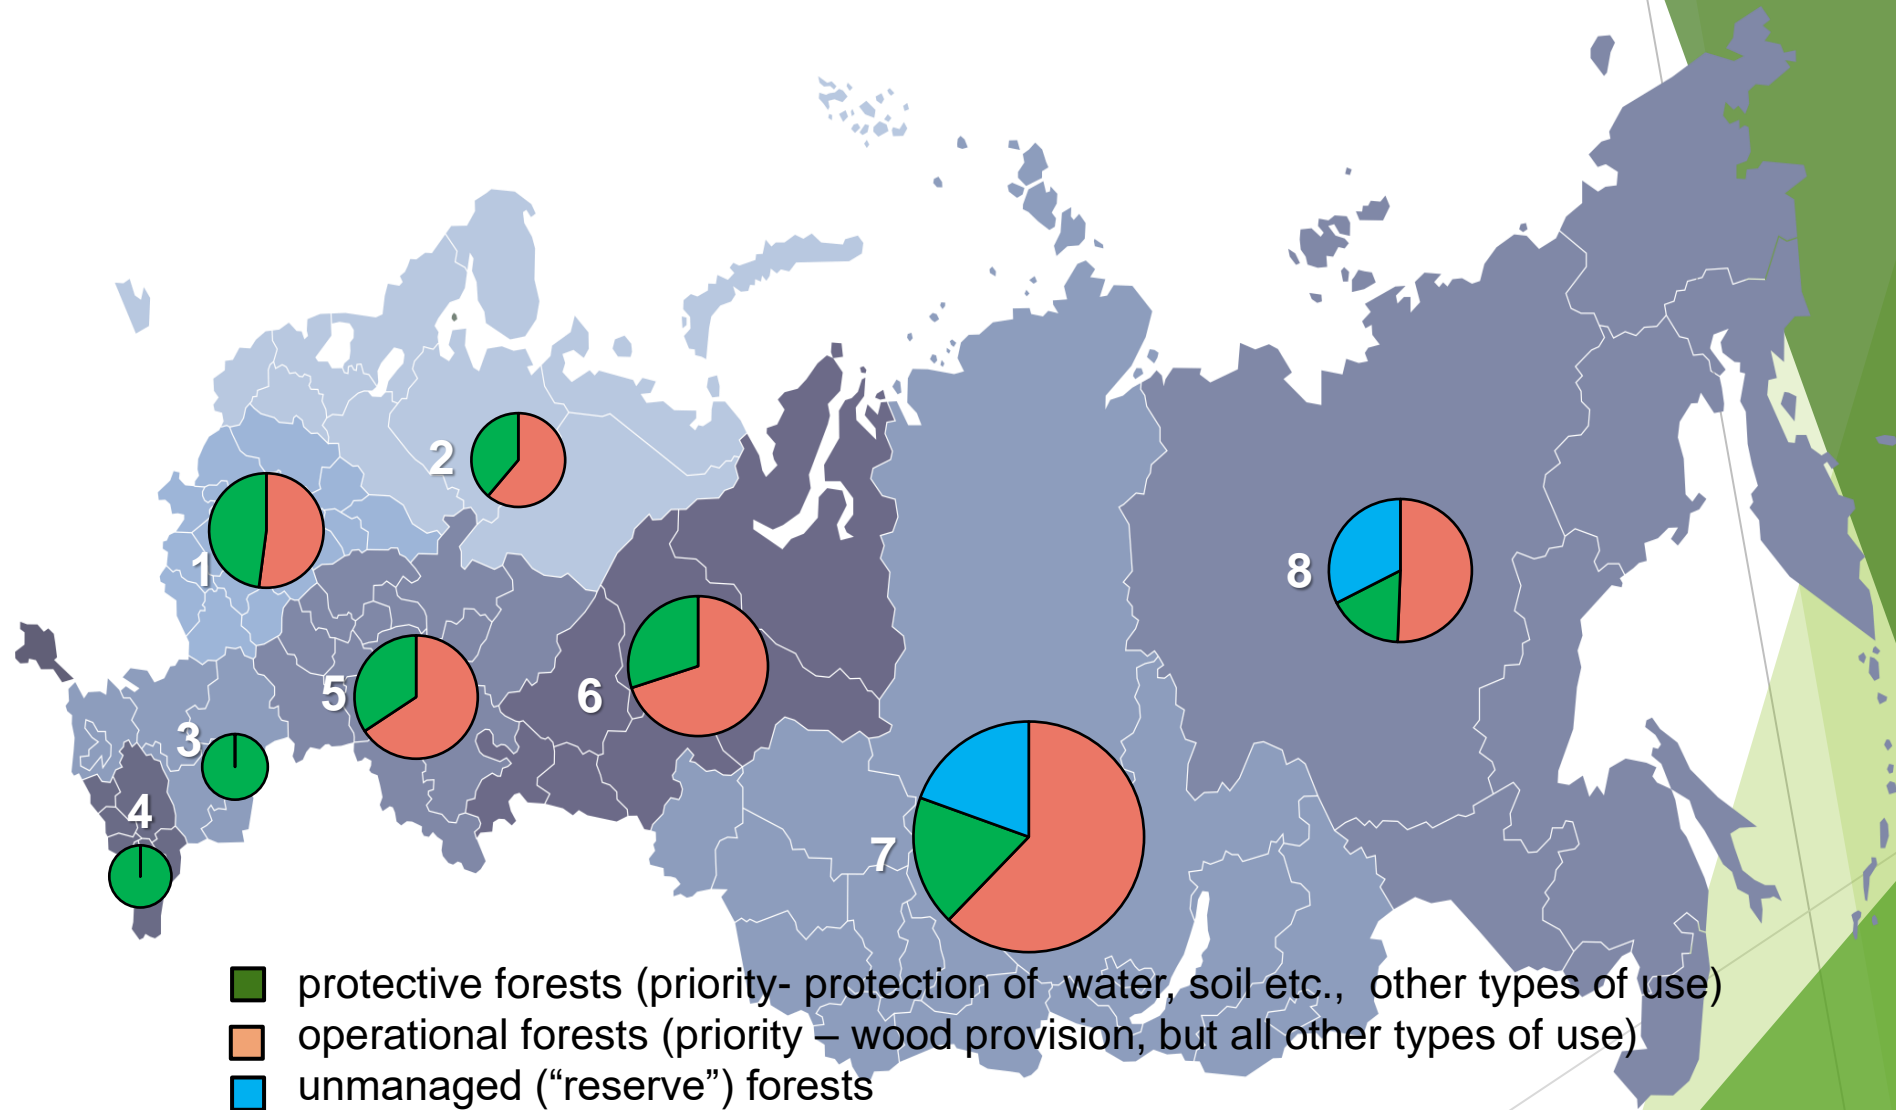 2
1
8
5
6
3
4
7
protective forests (priority- protection of water, soil etc., other types of use)
operational forests (priority – wood provision, but all other types of use)
unmanaged (“reserve”) forests